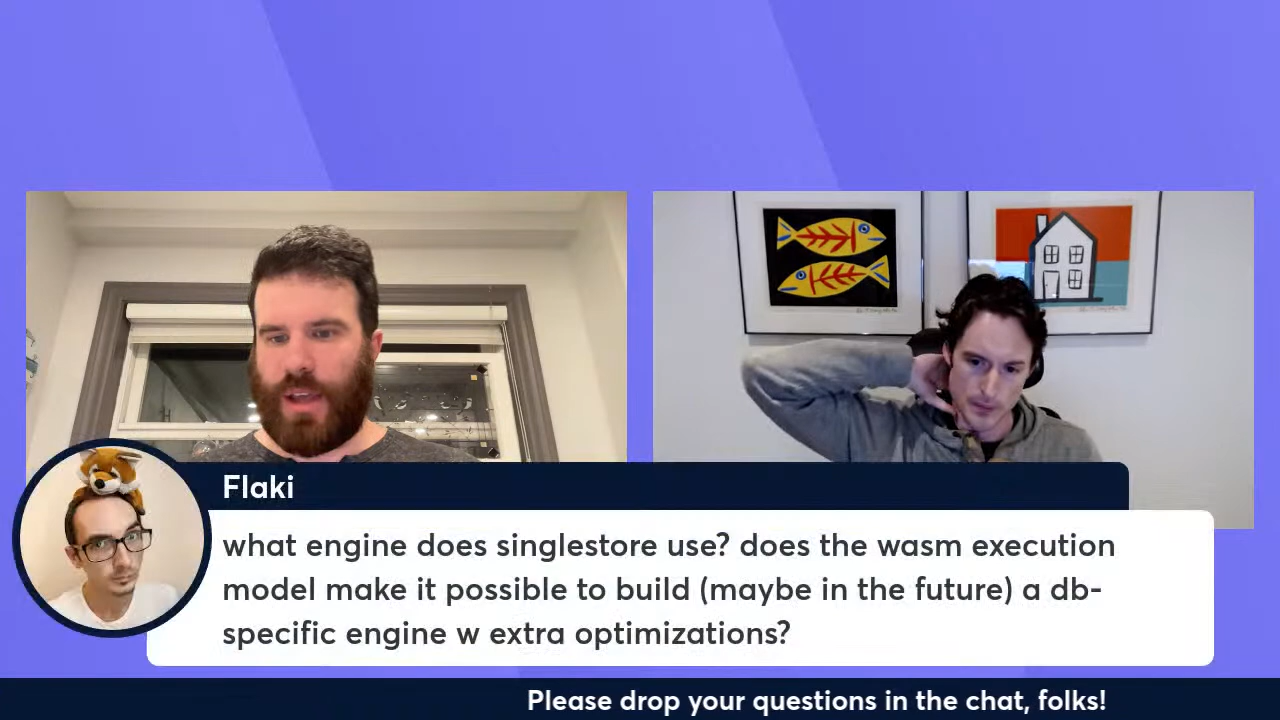 Flaki
what engine does singlestore use? does the wasm execution
model make it possible to build (maybe in the future) a db-
specific engine w extra optimizations?
Please drop your questions in the chat, folks!